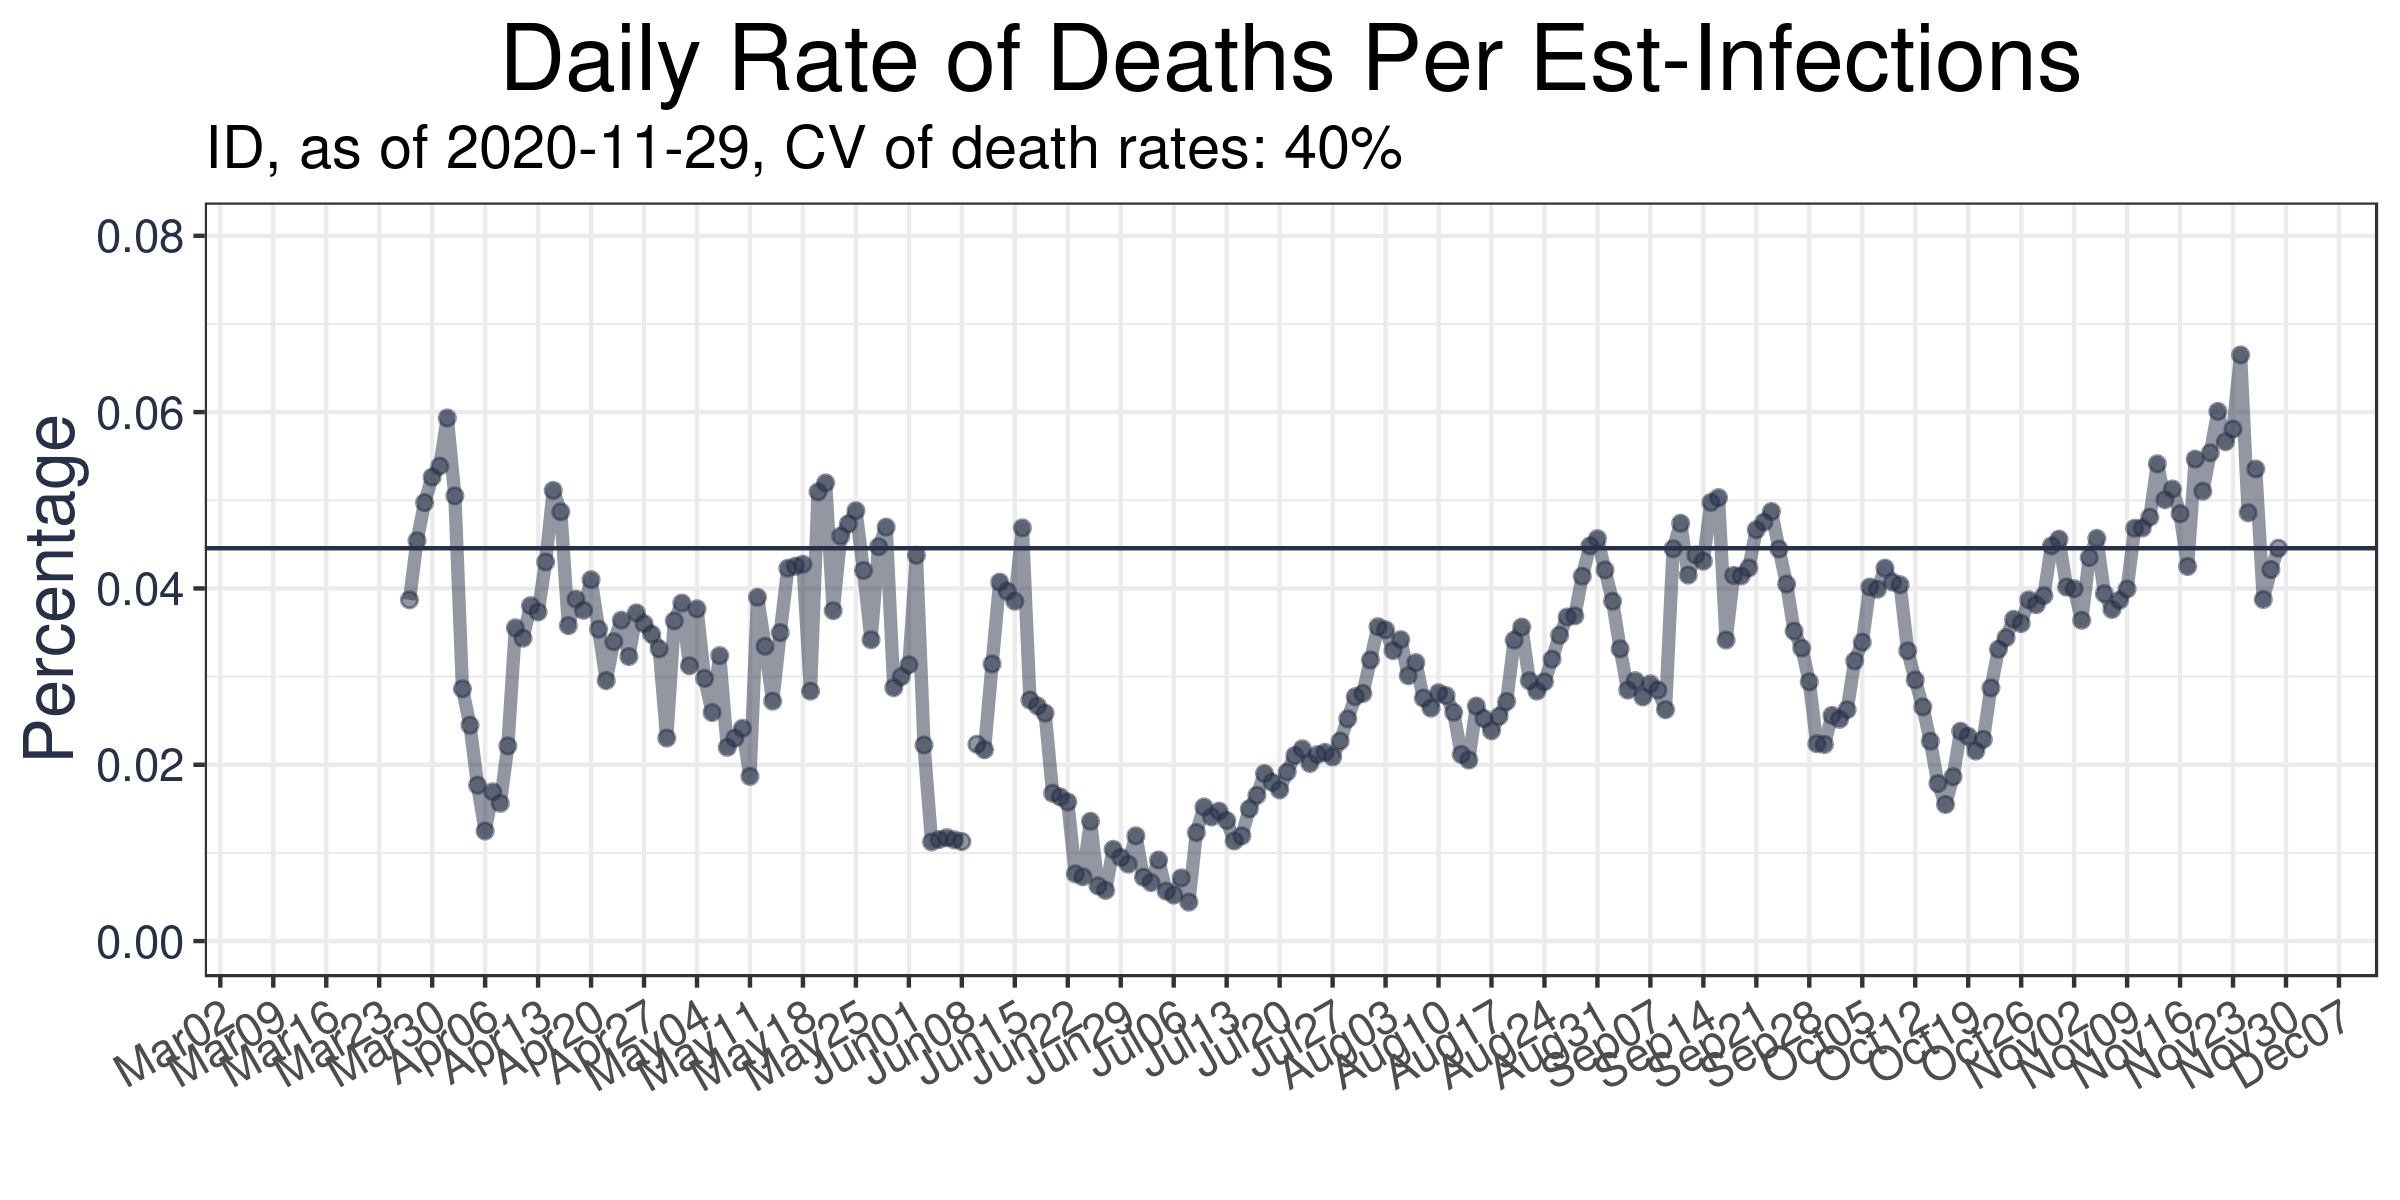 Daily Rate of Deaths Per Est-Infections
ID, as of 2020-11-29, CV of death rates: 40%
Percentage
0.08
0.06
0.04
0.02
0.00
Mar02
Mar09
Mar16
Mar23
Mar30
Apr06
Apr13
Apr20
Apr27
May04
May11
May18
May25
Jun01
Jun08
Jun15
Jun22
Jun29
Jul06
Jul13
Jul20
Jul27
Aug03
Aug10
Aug17
Aug24
Aug31
Sep07
Sep14
Sep21
Sep28
Oct05
Oct12
Oct19
Oct26
Nov02
Nov09
Nov16
Nov23
Nov30
Dec07